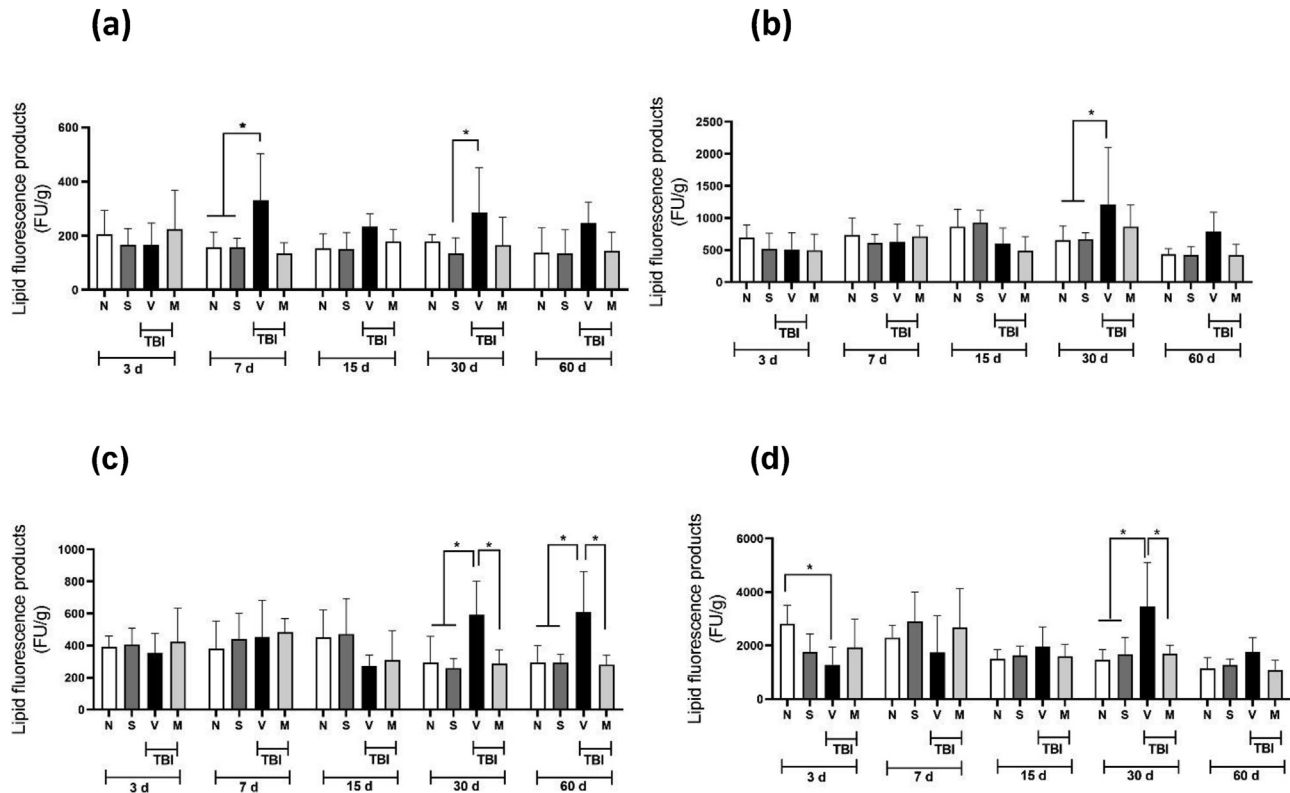 (a)
Lipid fluorescence products
(FU/g)
600
400
200
0
*
*
N S V M N S V M N S V M N S V M N S V M
TBI TBI TBI TBI TBI
3 d 7 d 15 d 30 d 60 d
(b)
Lipid fluorescence products
(FU/g)
2500
2000
1500
1000
500
0
*
N S V M N S V M N S V M N S V M N S V M
TBI TBI TBI TBI TBI
3 d 7 d 15 d 30 d 60 d
(c)
Lipid fluorescence products
(FU/g)
1000
800
600
400
200
0
* * * *
N S V M N S V M N S V M N S V M N S V M
TBI TBI TBI TBI TBI
3 d 7 d 15 d 30 d 60 d
(d)
Lipid fluorescence products
(FU/g)
6000
4000
2000
0
* *
*
N S V M N S V M N S V M N S V M N S V M
TBI TBI TBI TBI TBI
3 d 7 d 15 d 30 d 60 d